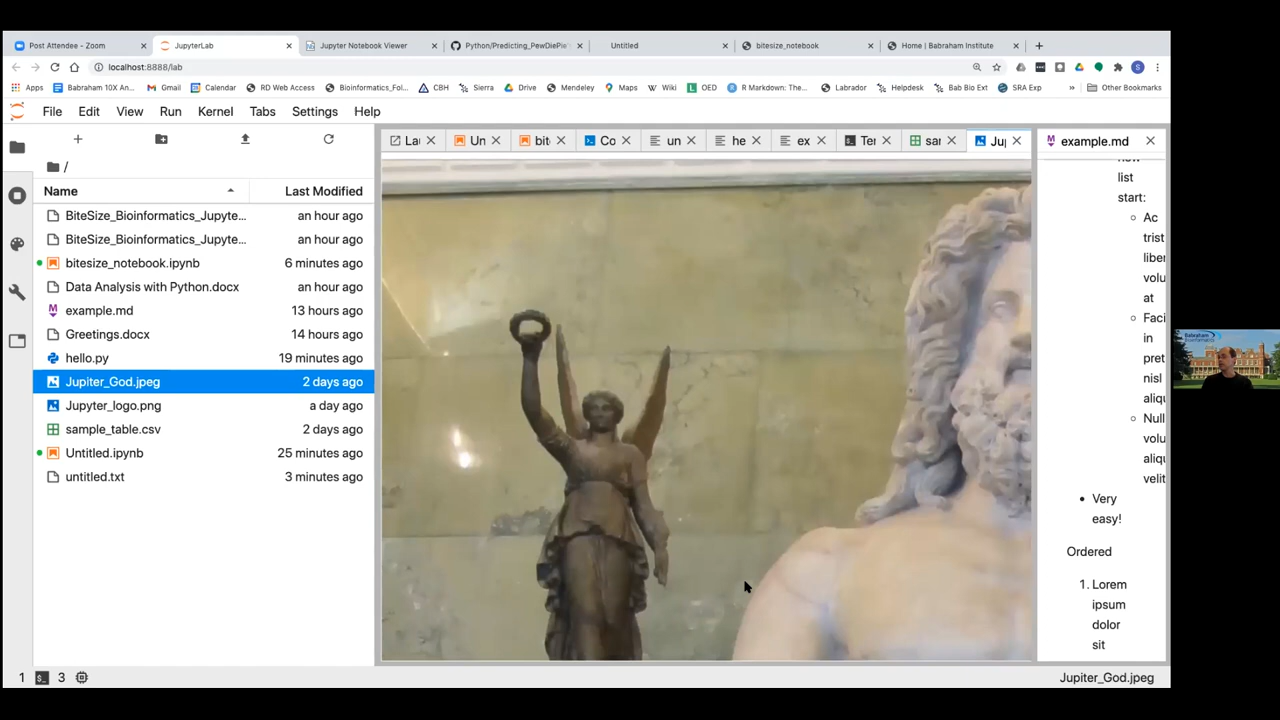 Post Attendee - Zoom
JupyterLab
Jupyter Notebook Viewer
Python/Predicting_PewDiePie'
Untitled
bitesize_notebook
Home | Babraham Institute
localhost:8888/lab
Apps
Babraham 10X An...
Gmail
Calendar
RD Web Access
Bioinformatics_Fol...
CBH
Sierra
Drive
Mendeley
Maps
Wiki
OED
R Markdown: The...
Labrador
Helpdesk
Bab Bio Ext
SRA Exp
»
Other Bookmarks
File Edit View Run Kernel Tabs Settings Help
La
Un
bit
Co
un
he
ex
Ter
sar
Jup
example.md
/
Name Last Modified
BiteSize_Bioinformatics_Jupyte... an hour ago
BiteSize_Bioinformatics_Jupyte... an hour ago
bitesize_notebook.ipynb 6 minutes ago
Data Analysis with Python.docx an hour ago
example.md 13 hours ago
Greetings.docx 14 hours ago
hello.py 19 minutes ago
Jupiter_God.jpeg 2 days ago
Jupyter_logo.png a day ago
sample_table.csv 2 days ago
Untitled.ipynb 25 minutes ago
untitled.txt 3 minutes ago
list
start:
Ac
trist
liber
volu
at
Faci
in
pret
nisl
aliqu
Null
volu
aliqu
velit
Very
easy!
Ordered
1. Lorem
ipsum
dolor
sit
Babraham
Bioinformatics
1
3
Jupiter_God.jpeg